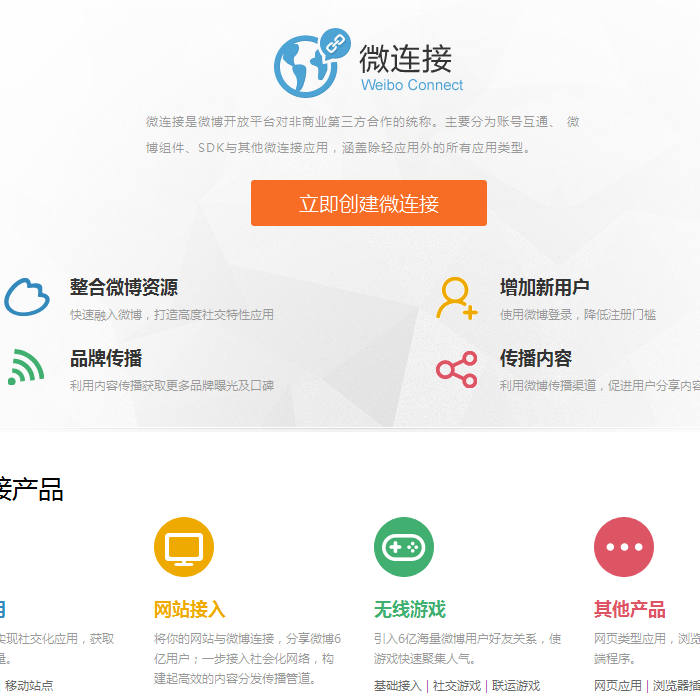 微连接
Weibo Connect
微连接是微博开放平台对非商业第三方合作的统称。主要分为账号互通、 微
博组件、SDK与其他微连接应用，涵盖除轻应用外的所有应用类型。
立即创建微连接
整合微博资源
快速融入微博，打造高度社交特性应用
增加新用户
使用微博登录，降低注册门槛
品牌传播
利用内容传播获取更多品牌曝光及口碑
传播内容
利用微博传播渠道，促进用户分享内容
接产品
用
实现社交化应用，获取
量。
移动站点
网站接入
将你的网站与微博连接，分享微博6
亿用户；一步接入社会化网络，构
建起高效的内容分发传播管道。
无线游戏
引入6亿海量微博用户好友关系，使
游戏快速聚集人气。
基础接入 | 社交游戏 | 联运游戏
其他产品
网页类型应用，浏览
端程序。
网页应用 | 浏览器插